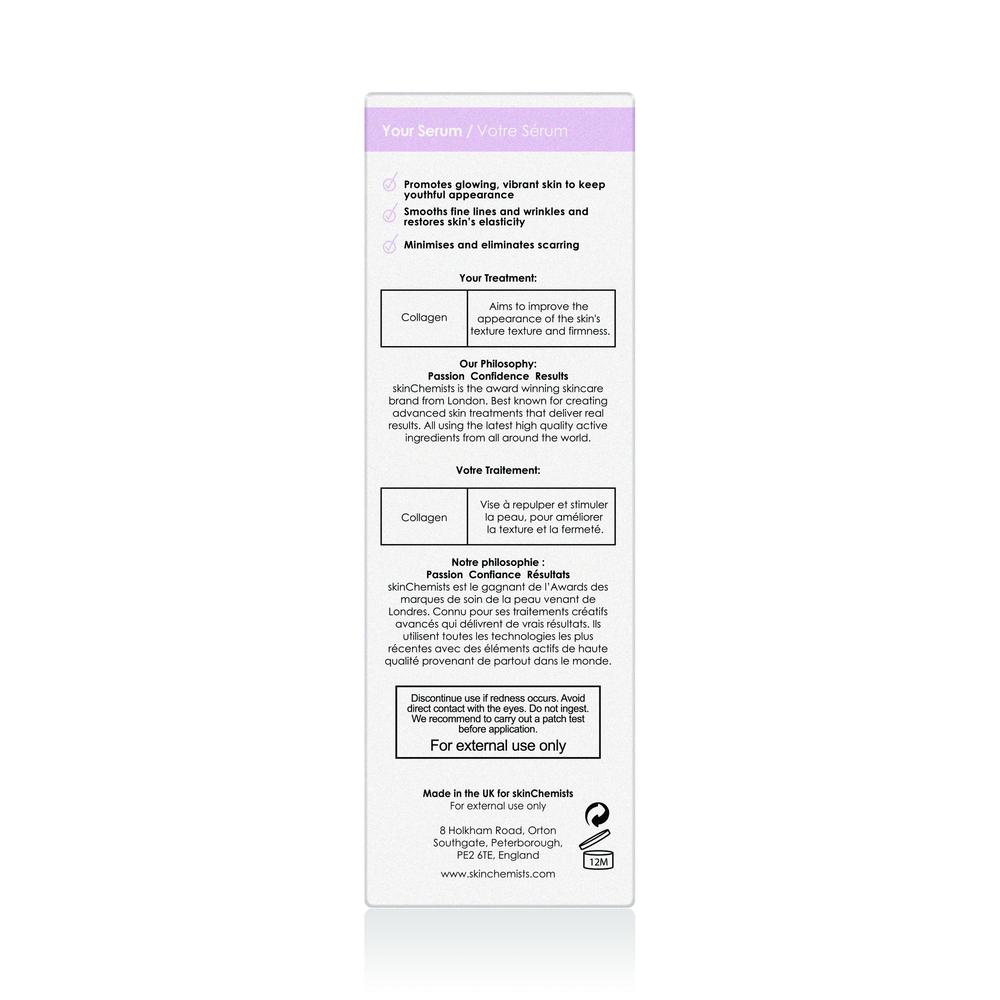 Your Serum / Votre Sérum
Promotes glowing, vibrant skin to keep
youthful appearance
Smooths fine lines and wrinkles and
restores skin's elasticity
Minimises and eliminates scarring
Your Treatment:
Collagen
Aims to improve the
appearance of the skin's
texture texture and firmness.
Our Philosophy:
Passion Confidence Results
skinChemists is the award winning skincare
brand from London. Best known for creating
advanced skin treatments that deliver real
results. All using the latest high quality active
ingredients from all around the world.
Votre Traitement:
Collagen
Vise à repulper et stimuler
la peau, pour améliorer
la texture et la fermeté.
Notre philosophie :
Passion Confiance Résultats
skinChemists est le gagnant de l'Awards des
marques de soin de la peau venant de
Londres. Connu pour ses traitements créatifs
avancés qui délivrent de vrais résultats. Ils
utilisent toutes les technologies les plus
récentes avec des éléments actifs de haute
qualité provenant de partout dans le monde.
Discontinue use if redness occurs. Avoid
direct contact with the eyes. Do not ingest.
We recommend to carry out a patch test
before application.
For external use only
Made in the UK for skinChemists
For external use only
8 Holkham Road, Orton
Southgate, Peterborough,
PE2 6TE, England
12M
www.skinchemists.com